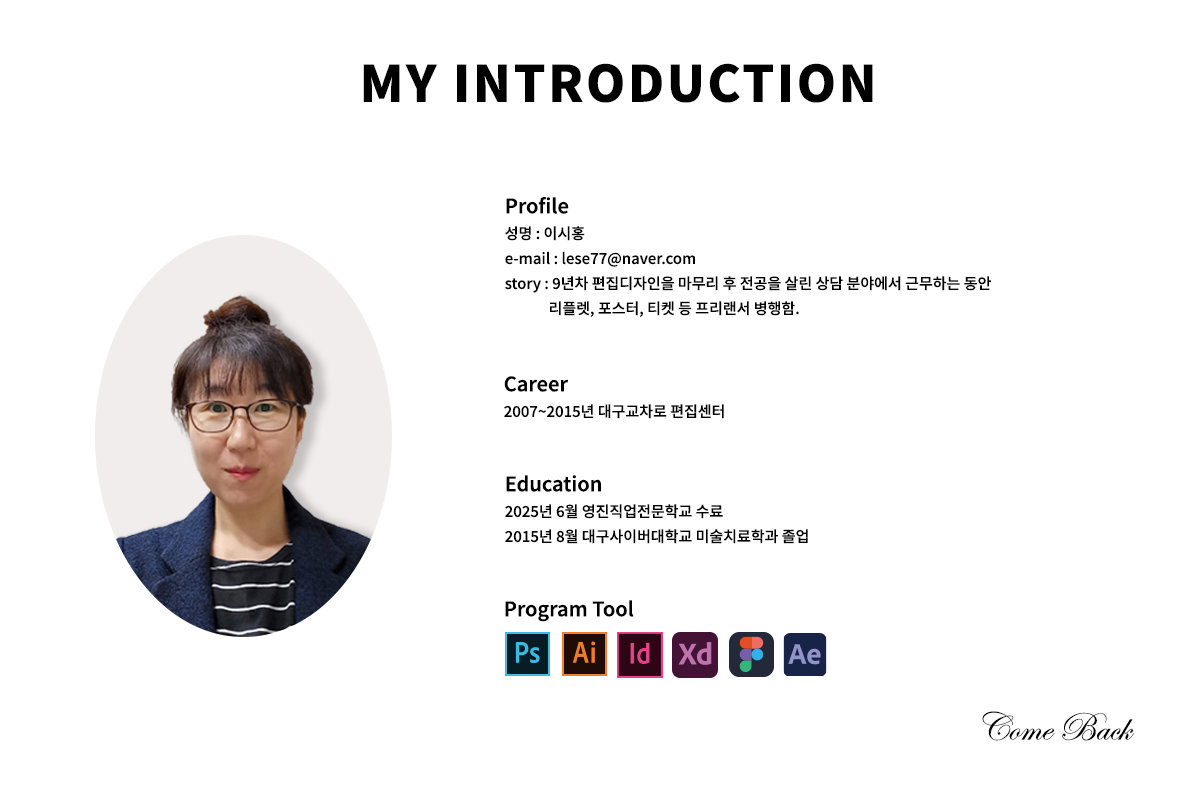 MY INTRODUCTION
Profile
성명 : 이시홍
e-mail : lese77@naver.com
story : 9년차 편집디자인을 마무리 후 전공을 살린 상담 분야에서 근무하는 동안
리플렛, 포스터, 티켓 등 프리랜서 병행함.
Career
2007~2015년 대구교차로 편집센터
Education
2025년 6월 영진직업전문학교 수료
2015년 8월 대구사이버대학교 미술치료학과 졸업
Program Tool
Ps Ai Id Xd Ae
Come Back